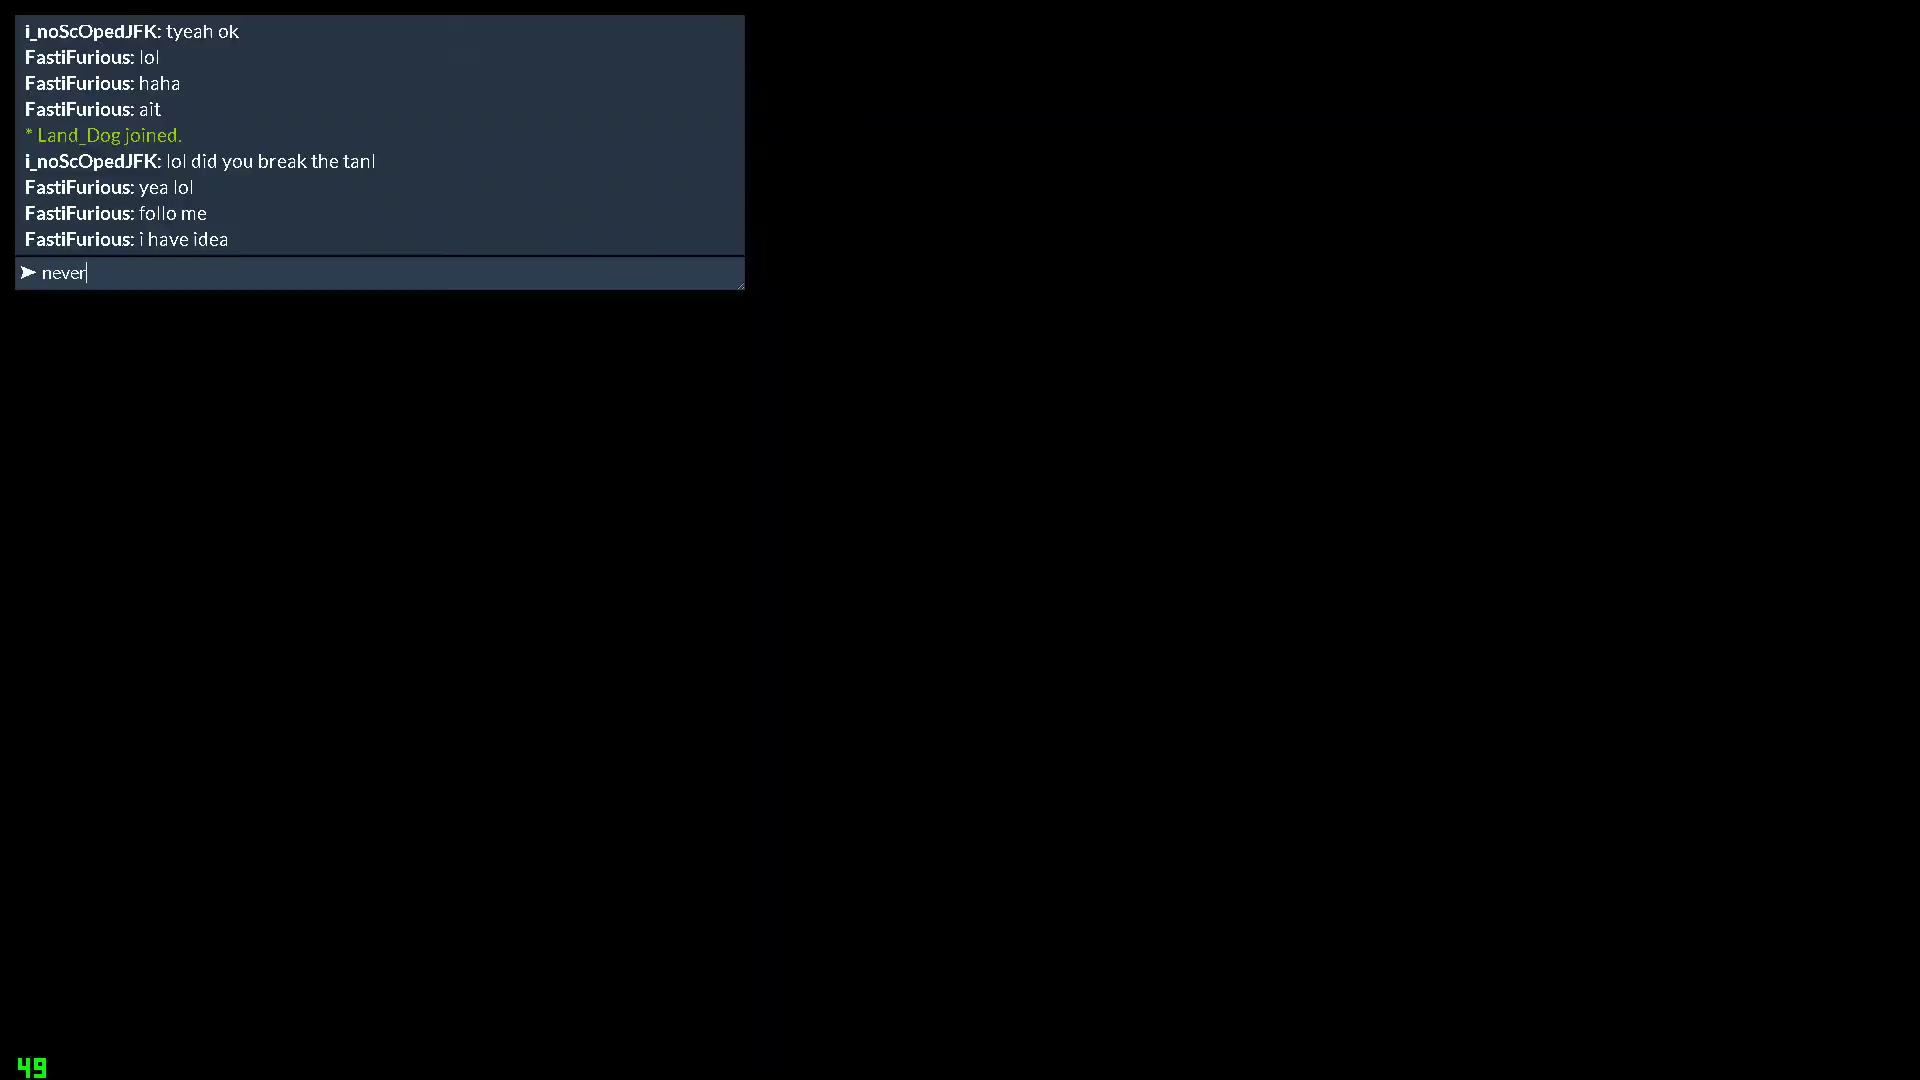 i_noScOpedJFK: tyeah ok
FastiFurious: lol
FastiFurious: haha
FastiFurious: ait
* Land_Dog joined.
i_noScOpedJFK: lol did you break the tanl
FastiFurious: yea lol
FastiFurious: follo me
FastiFurious: i have idea
➤ never
49